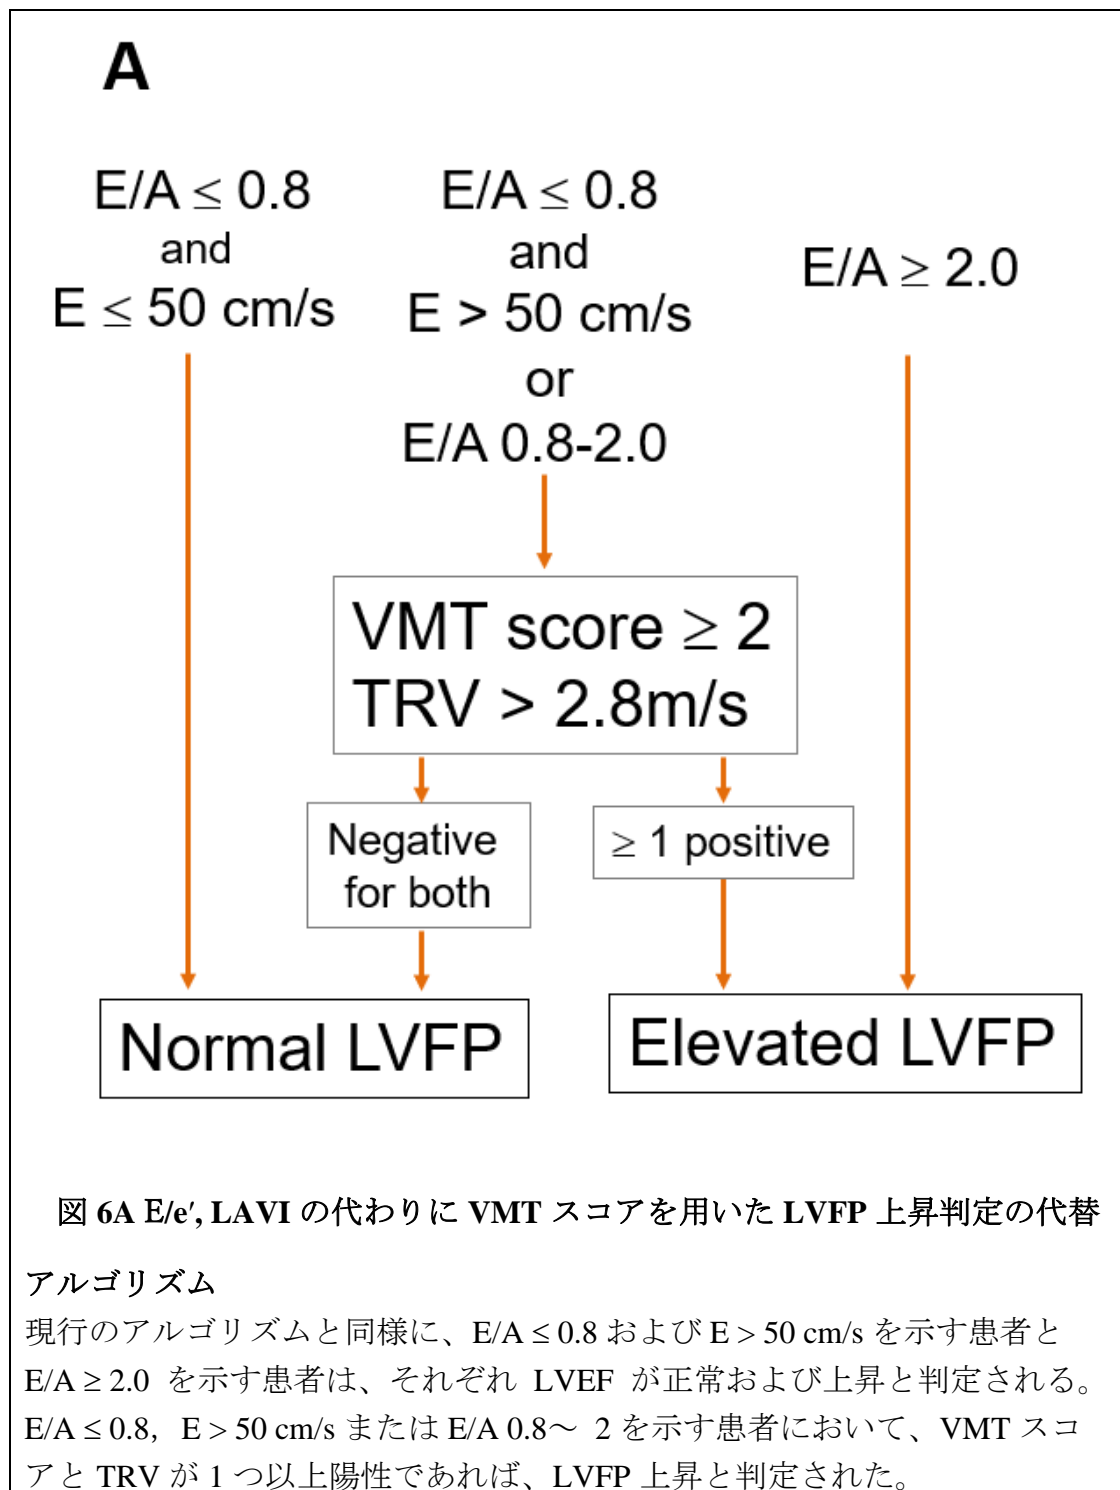 A
E/A ≤ 0.8
and
E ≤ 50 cm/s
E/A ≤ 0.8
and
E > 50 cm/s
or
E/A 0.8-2.0
E/A ≥ 2.0
VMT score ≥ 2
TRV > 2.8m/s
Negative
for both
≥ 1 positive
Normal LVFP
Elevated LVFP
図 6A E/e′, LAVI の代わりに VMT スコアを用いた LVFP 上昇判定の代替
アルゴリズム
現行のアルゴリズムと同様に、E/A ≤ 0.8 および E > 50 cm/s を示す患者と
E/A ≥ 2.0 を示す患者は、それぞれ LVEF が正常および上昇と判定される。
E/A ≤ 0.8, E > 50 cm/s または E/A 0.8～ 2 を示す患者において、VMT スコ
アと TRV が 1 つ以上陽性であれば、LVFP 上昇と判定された。